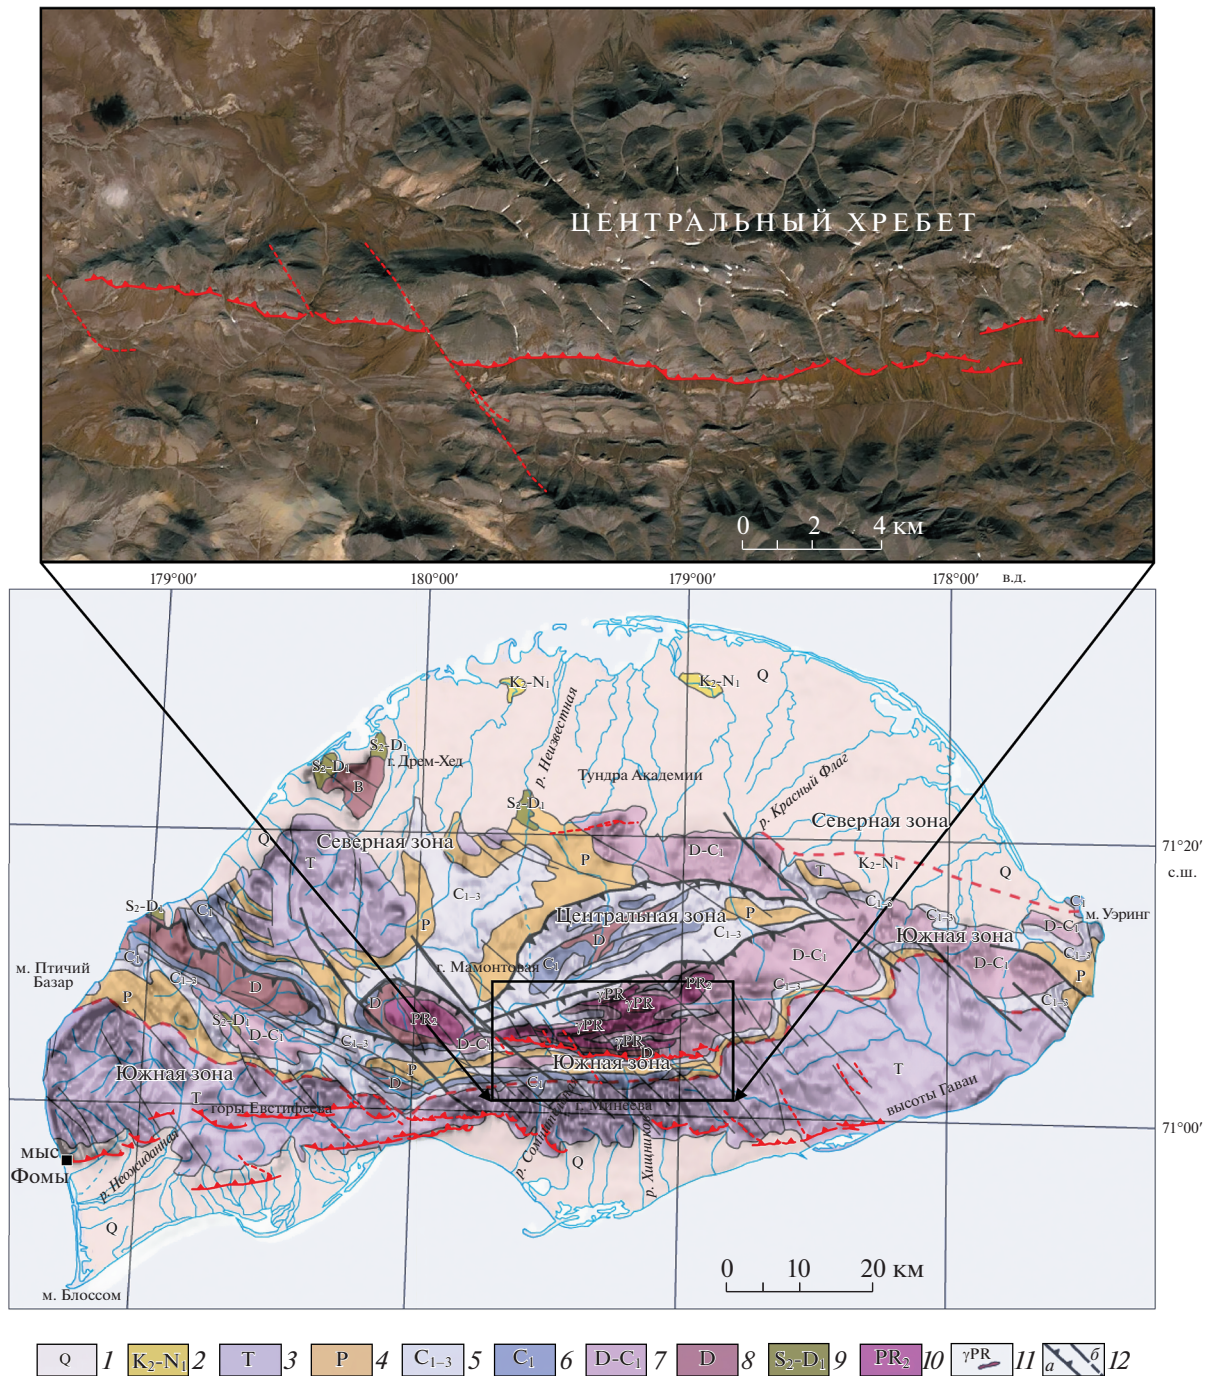 ЦЕНТРАЛЬНЫЙ ХРЕБЕТ
0 2 4 км
179°00′ 180°00′ 179°00′ 178°00′ в.д.
K₂-N₁
K₂-N₁
Q
р. Неизвестная
S₂-D₁
г. Дрем-Хед
S₂-D₁
В
Тундра Академии
р. Красный Флаг
S₂-D₁
Северная зона
Q
Северная зона
71°20′
с.ш.
T
P
D-C₁
K₂-N₁
T
Q
C₁₋₃
S₂-D₁
C₁
Центральная зона
P
C₁₋₃
C₁₋₃
C₁
м. Уэринг
D-C₁
P
D
C₁₋₃
Южная зона
D-C₁
C₁₋₃
м. Птичий
Базар
C₁
C₁₋₃
г. Мамонтовая
C₁
D-C₁
P
P
D
D
PR₂
γPR
γPR
PR₂
C₁₋₃
C₁₋₃
S₂-D₁
D-C₁
C₁₋₃
D-C₁
γPR
γPR
D
Южная зона
P
Южная зона
T
D
C₁
T
горы Евстифеева
г. Минеева
высоты Гаваи
71°00′
мыс
Фомы
р. Неожиданная
р. Сомнительная
р. Хищников
Q
Q
м. Блоссом
0 10 20 км
Q 1 K₂-N₁ 2 T 3 P 4 C₁₋₃ 5 C₁ 6 D-C₁ 7 D 8 S₂-D₁ 9 PR₂ 10 γPR 11 а б 12